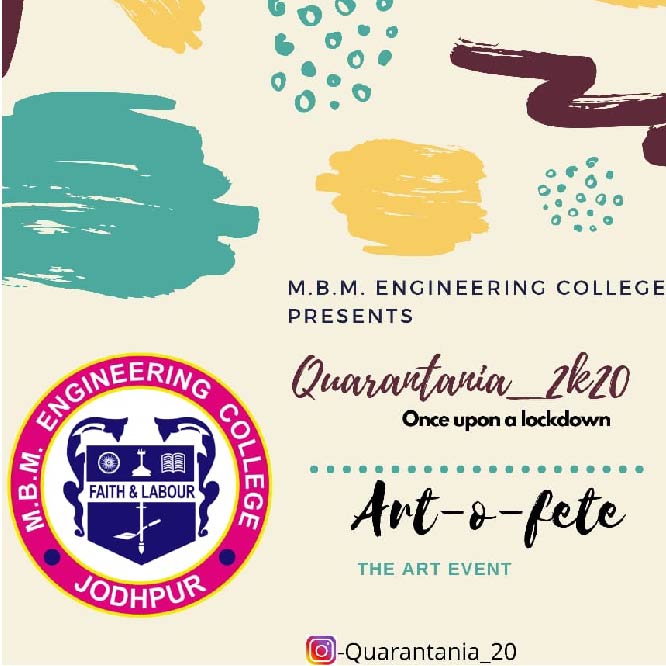 M.B.M. ENGINEERING COLLEGE
PRESENTS
Quarantania_2k20
Once upon a lockdown
Art-o-fete
THE ART EVENT
-Quarantania_20
M.B.M. ENGINEERING COLLEGE
FAITH & LABOUR
JODHPUR